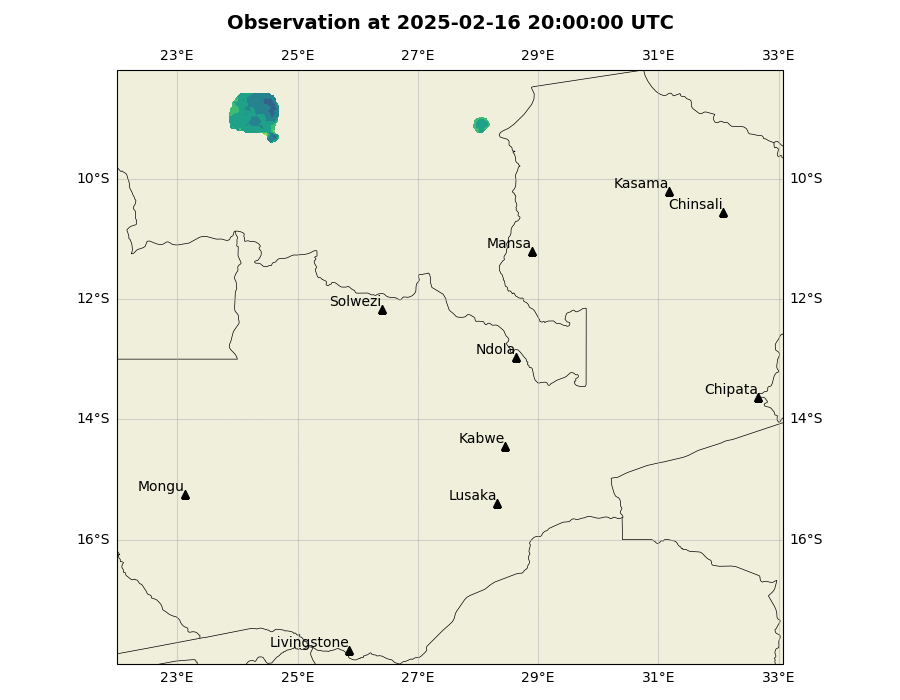 Observation at 2025-02-16 20:00:00 UTC
23°E 25°E 27°E 29°E 31°E 33°E
10°S 10°S
Kasama
Chinsali
Mansa
12°S 12°S
Solwezi
Ndola
Chipata
14°S 14°S
Kabwe
Mongu
Lusaka
16°S 16°S
Livingstone
23°E 25°E 27°E 29°E 31°E 33°E